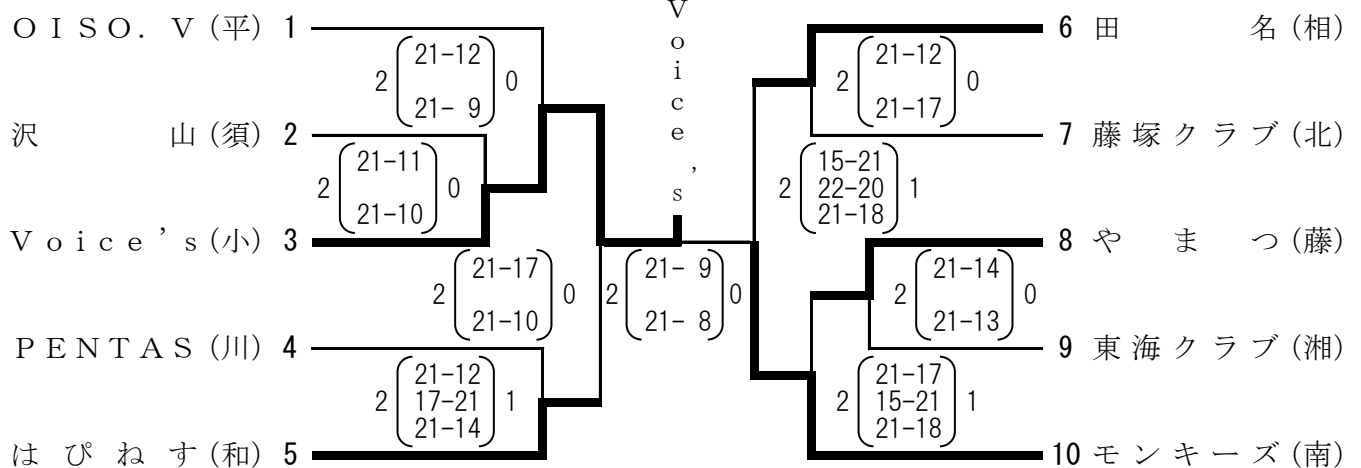 Voice's
OISO．V(平) 1
21-12
2 0
21- 9
沢山(須) 2
21-11
2 0
21-10
Voice's(小) 3
21-17
2 0
21-10
PENTAS(川) 4
21-12
2 17-21 1
21-14
はぴねす(和) 5
21- 9
2 0
21- 8
6 田名(相)
21-12
2 0
21-17
7 藤塚クラブ(北)
15-21
2 22-20 1
21-18
8 やまつ(藤)
21-14
2 0
21-13
9 東海クラブ(湘)
21-17
2 15-21 1
21-18
10 モンキーズ(南)